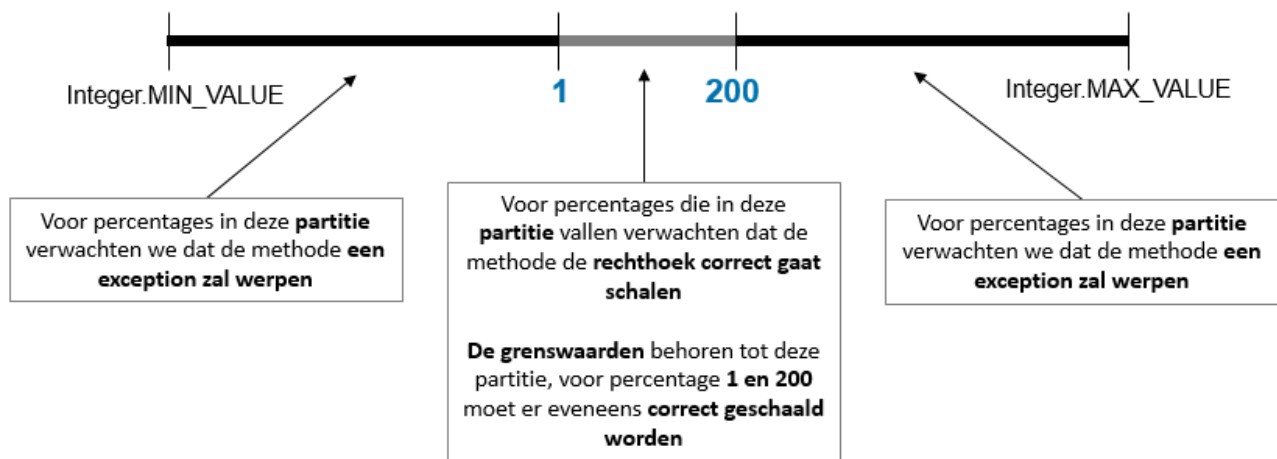 Integer.MIN_VALUE
1
200
Integer.MAX_VALUE
Voor percentages in deze partitie
verwachten we dat de methode een
exception zal werpen
Voor percentages die in deze
partitie vallen verwachten dat de
methode de rechthoek correct gaat
schalen
De grenswaarden behoren tot deze
partitie, voor percentage 1 en 200
moet er eveneens correct geschaald
worden
Voor percentages in deze partitie
verwachten we dat de methode een
exception zal werpen